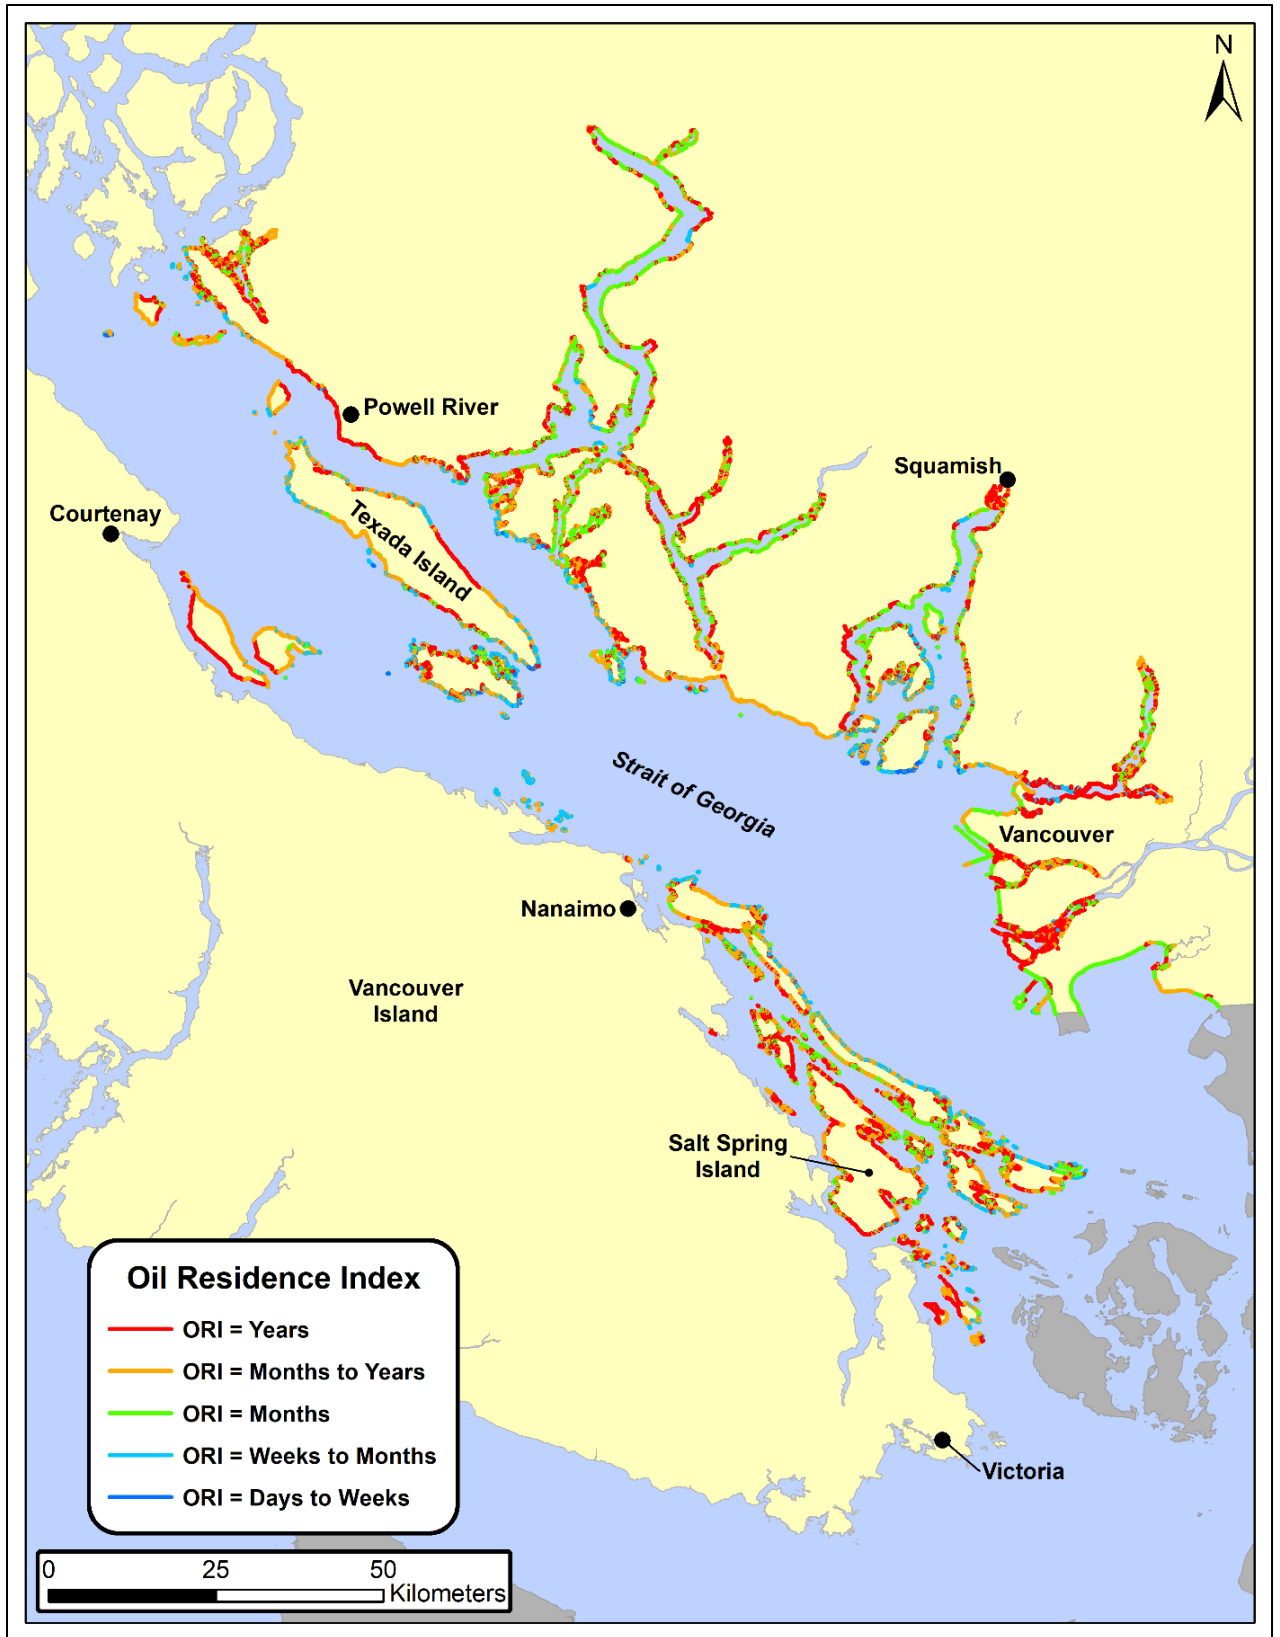 N
Powell River
Squamish
Courtenay
Texada Island
Strait of Georgia
Vancouver
Nanaimo
Vancouver
Island
Salt Spring
Island
Victoria
Oil Residence Index
ORI = Years
ORI = Months to Years
ORI = Months
ORI = Weeks to Months
ORI = Days to Weeks
0 25 50
Kilometers